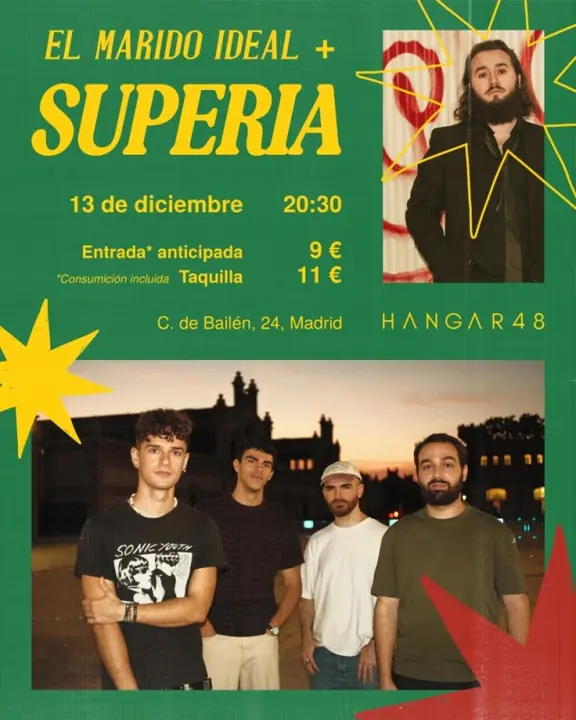 EL MARIDO IDEAL +
SUPERIA
13 de diciembre 20:30
Entrada* anticipada 9 €
*Consumición incluida Taquilla 11 €
C. de Bailén, 24, Madrid HANGAR48
SONIC YOUTH